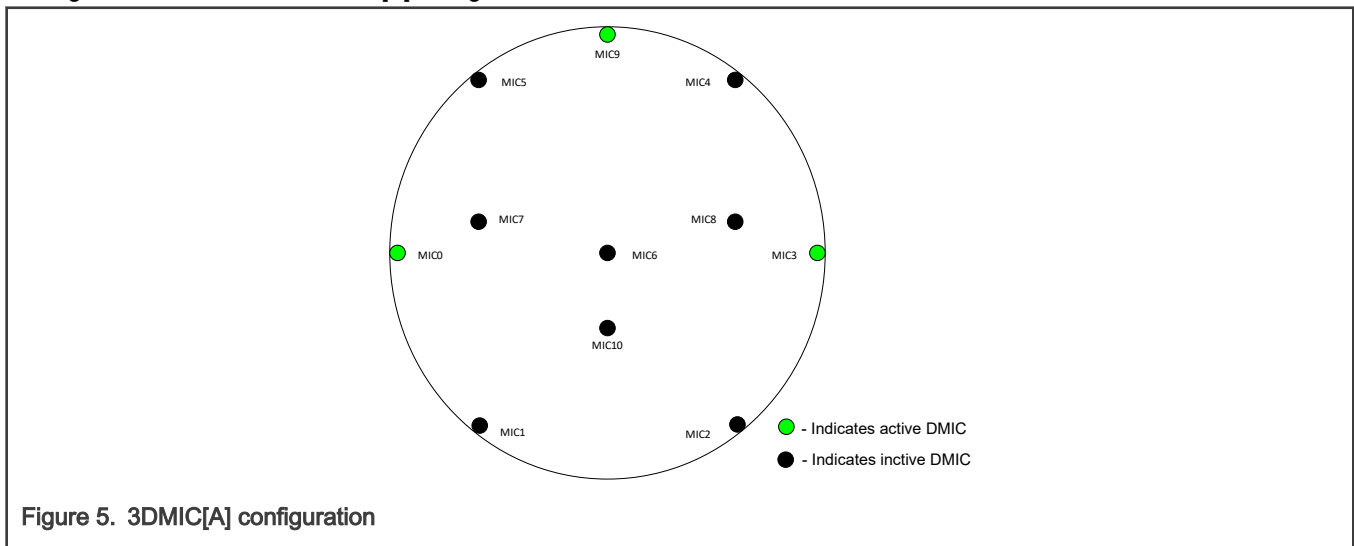 MIC9
MIC5
MIC4
MIC7
MIC8
MIC0
MIC6
MIC3
MIC10
MIC1
MIC2
- Indicates active DMIC
- Indicates inctive DMIC
Figure 5. 3DMIC[A] configuration